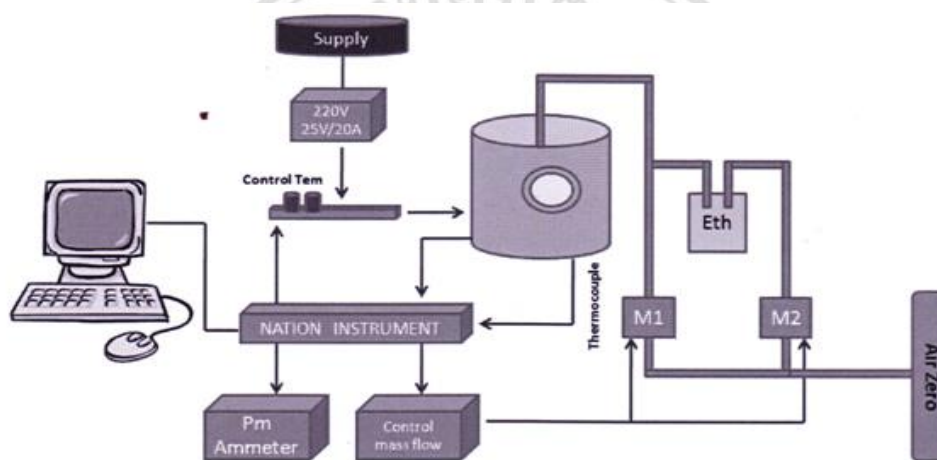 Supply
220V
25V/20A
Control Tem
Eth
Thermocouple
M1
M2
Air Zero
NATION INSTRUMENT
Pm
Ammeter
Control
mass flow